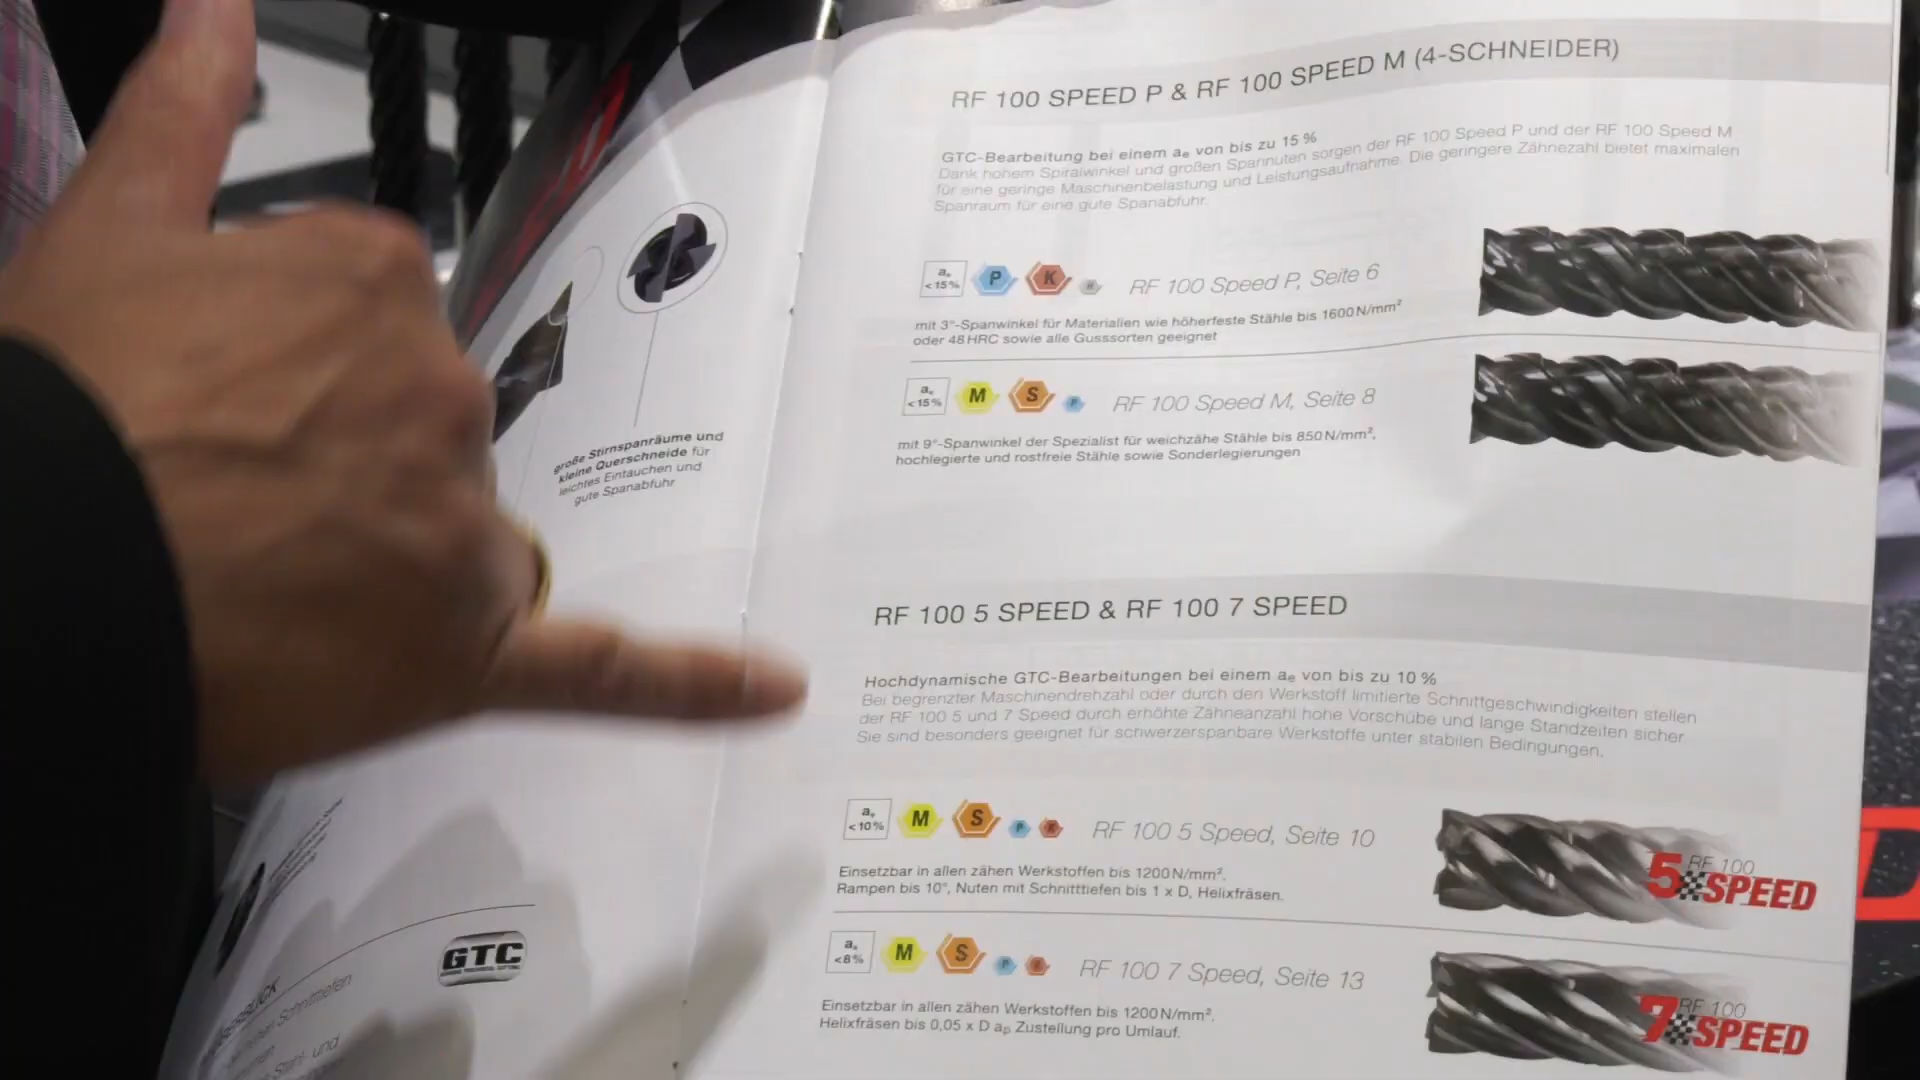 RF 100 SPEED P & RF 100 SPEED M (4-SCHNEIDER)
GTC-Bearbeitung bei einem ae von bis zu 15 %
Dank hohem Spiralwinkel und großen Spannuten sorgen der RF 100 Speed P und der RF 100 Speed M
für eine geringe Maschinenbelastung und Leistungsaufnahme. Die geringere Zähnezahl bietet maximalen
Spanraum für eine gute Spanabfuhr.
ae <15%
P
K
RF 100 Speed P, Seite 6
mit 3°-Spanwinkel für Materialien wie höherfeste Stähle bis 1600 N/mm²
oder 48 HRC sowie alle Gusssorten geeignet
ae <15%
M
S
P
RF 100 Speed M, Seite 8
mit 9°-Spanwinkel der Spezialist für weichzähe Stähle bis 850 N/mm²,
hochlegierte und rostfreie Stähle sowie Sonderlegierungen
große Stirnspanräume und
kleine Querschneide für
leichtes Eintauchen und
gute Spanabfuhr
RF 100 5 SPEED & RF 100 7 SPEED
Hochdynamische GTC-Bearbeitungen bei einem ae von bis zu 10 %
Bei begrenzter Maschinendrehzahl oder durch den Werkstoff limitierte Schnittgeschwindigkeiten stellen
der RF 100 5 und 7 Speed durch erhöhte Zähneanzahl hohe Vorschübe und lange Standzeiten sicher.
Sie sind besonders geeignet für schwerzerspanbare Werkstoffe unter stabilen Bedingungen.
ae <10%
M
S
P
K
RF 100 5 Speed, Seite 10
Einsetzbar in allen zähen Werkstoffen bis 1200 N/mm².
Rampen bis 10°, Nuten mit Schnitttiefen bis 1 x D, Helixfräsen.
RF 100
5 SPEED
ae <8%
M
S
P
K
RF 100 7 Speed, Seite 13
Einsetzbar in allen zähen Werkstoffen bis 1200 N/mm².
Helixfräsen bis 0,05 x D ap Zustellung pro Umlauf.
RF 100
7 SPEED
GTC
Schnitttiefen
und